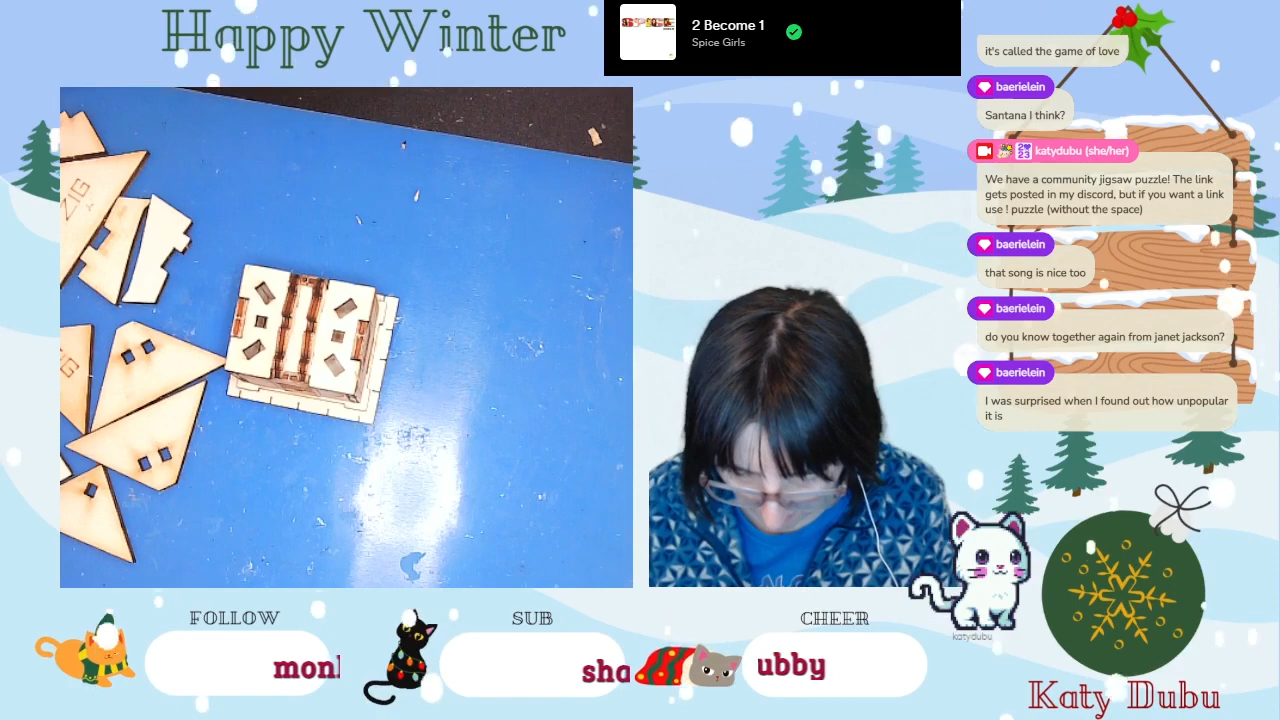 Happy Winter
2 Become 1
Spice Girls
it's called the game of love
baerielein
Santana I think?
katydubu (she/her)
We have a community jigsaw puzzle! The link
gets posted in my discord, but if you want a link
use ! puzzle (without the space)
baerielein
that song is nice too
baerielein
do you know together again from janet jackson?
baerielein
I was surprised when I found out how unpopular
it is
ZIG
FOLLOW
SUB
CHEER
sha
ubby
katydubu
Katy Dubu